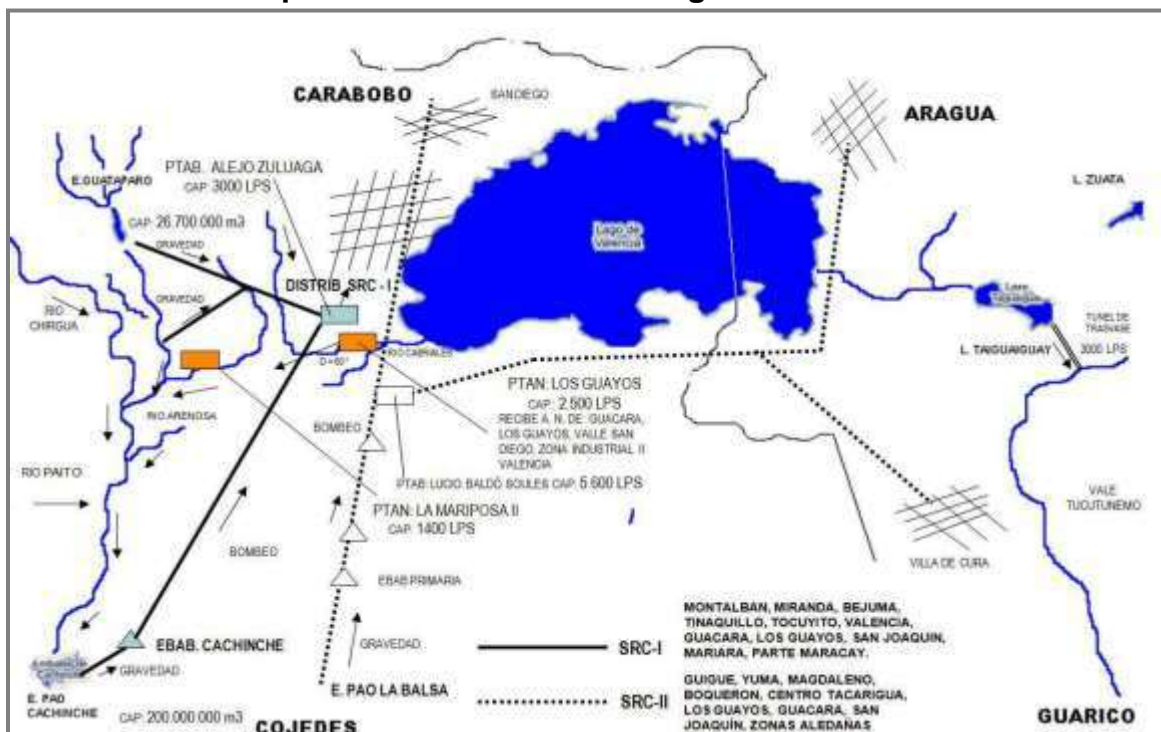 CARABOBO
SAN DIEGO
ARAGUA
PTAB. ALEJO ZULUAGA
CAP: 3000 LPS
E.GUATAPARO
L. ZUATA
CAP: 26.700.000 m3
GRAVEDAD
Lago de
Valencia
DISTRIB. SRC - I
GRAVEDAD
RIO
CHIRGUA
TUNEL DE
TRASVASE
3000 LPS
RIO CABRIALES
L. TAIGUAIGUAY
PTAN: LOS GUAYOS
CAP: 2.500 LPS
RECIBE A. N. DE: GUACARA,
LOS GUAYOS, VALLE SAN
DIEGO, ZONA INDUSTRIAL II
VALENCIA
RIO ARENOSA
BOMBEO
RIO PAITO
PTAB: LUCIO BALDÓ SOULES CAP: 5.600 LPS
PTAN: LA MARIPOSA II
CAP: 1400 LPS
VALE
TUCUTUNEMO
BOMBEO
VILLA DE CURA
EBAB PRIMARIA
MONTALBAN, MIRANDA, BEJUMA,
TINAQUILLO, TOCUYITO, VALENCIA,
GUACARA, LOS GUAYOS, SAN JOAQUIN,
MARIARA, PARTE MARACAY.
EBAB. CACHINCHE
GRAVEDAD
SRC-I
GRAVEDAD
E. PAO
CACHINCHE
E. PAO LA BALSA
SRC-II
GUIGUE, YUMA, MAGDALENO,
BOQUERON, CENTRO TACARIGUA,
LOS GUAYOS, GUACARA, SAN
JOAQUÍN, ZONAS ALEDAÑAS
CAP: 200.000.000 m3
COJEDES
GUARICO